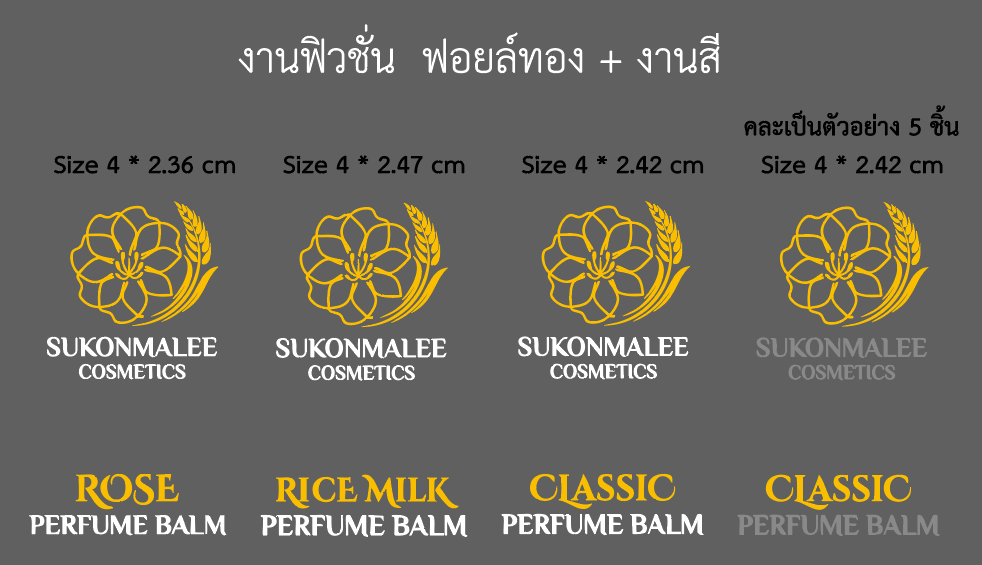 งานฟิวชั่น ฟอยล์ทอง + งานสี
คละเป็นตัวอย่าง 5 ชิ้น
Size 4 * 2.36 cm
Size 4 * 2.47 cm
Size 4 * 2.42 cm
Size 4 * 2.42 cm
SUKONMALEE
COSMETICS
SUKONMALEE
COSMETICS
SUKONMALEE
COSMETICS
SUKONMALEE
COSMETICS
ROSE
PERFUME BALM
RICE MILK
PERFUME BALM
CLASSIC
PERFUME BALM
CLASSIC
PERFUME BALM